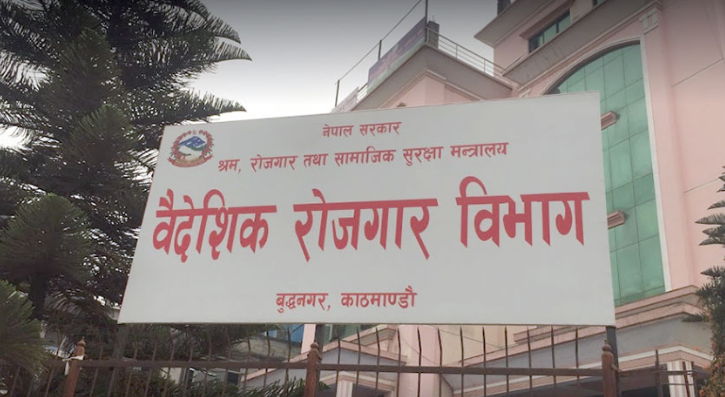 नेपाल सरकार
श्रम, रोजगार तथा सामाजिक सुरक्षा मन्त्रालय
वैदेशिक रोजगार विभाग
बुद्धनगर, काठमाण्डौ